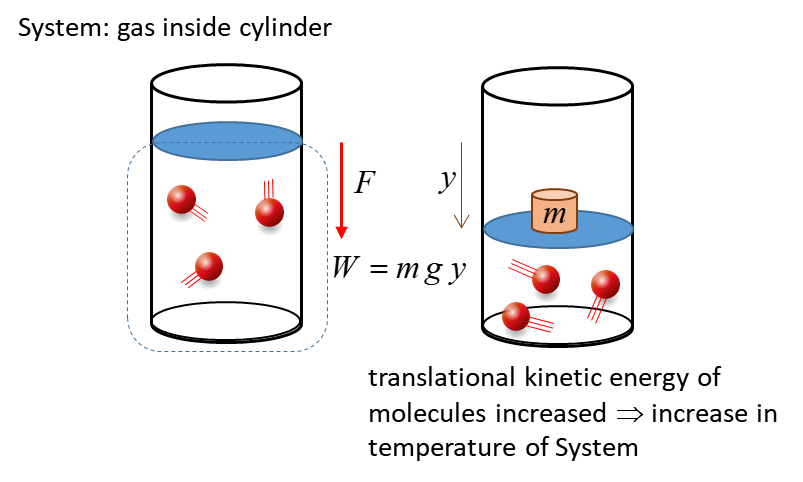 System: gas inside cylinder
F
y
m
W = m g y
translational kinetic energy of
molecules increased ⇒ increase in
temperature of System